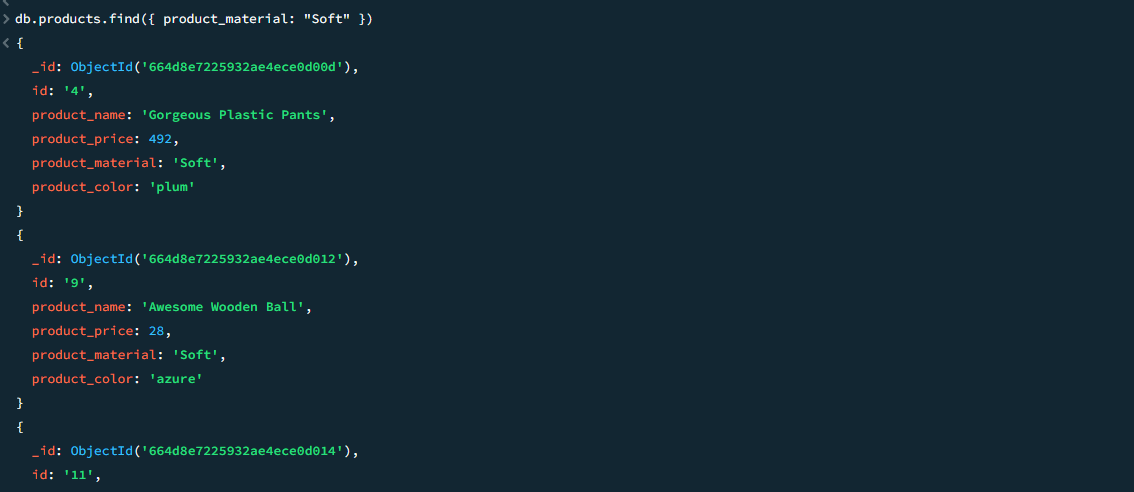 > db.products.find({ product_material: "Soft" })
< {
_id: ObjectId('664d8e7225932ae4ece0d00d'),
id: '4',
product_name: 'Gorgeous Plastic Pants',
product_price: 492,
product_material: 'Soft',
product_color: 'plum'
}
{
_id: ObjectId('664d8e7225932ae4ece0d012'),
id: '9',
product_name: 'Awesome Wooden Ball',
product_price: 28,
product_material: 'Soft',
product_color: 'azure'
}
{
_id: ObjectId('664d8e7225932ae4ece0d014'),
id: '11',